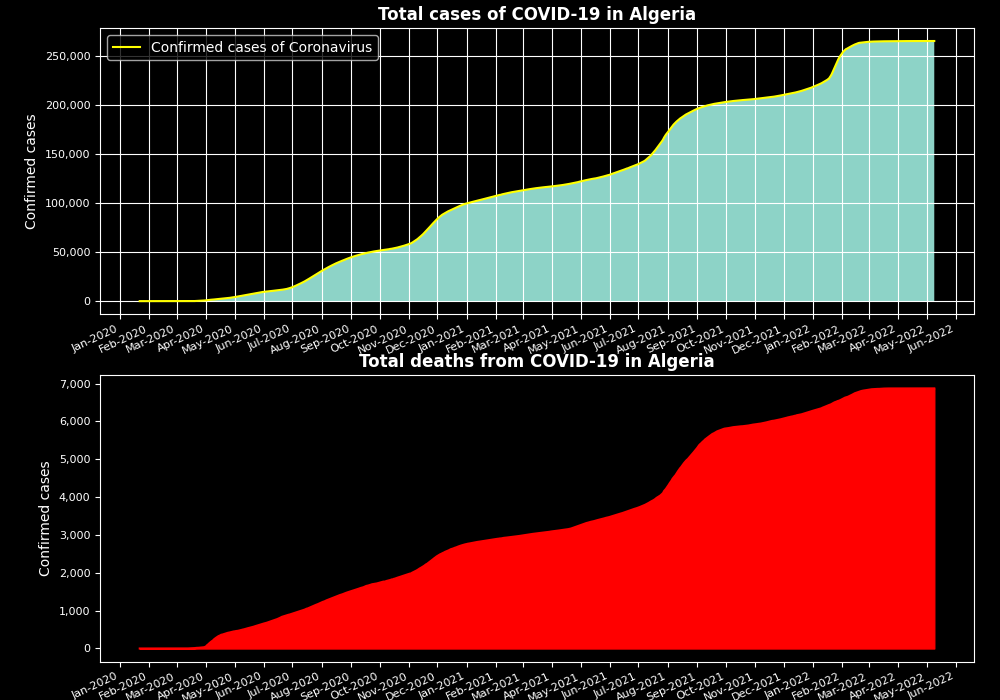 Total cases of COVID-19 in Algeria
Confirmed cases of Coronavirus
Confirmed cases
250,000
200,000
150,000
100,000
50,000
0
Jan-2020 Feb-2020 Mar-2020 Apr-2020 May-2020 Jun-2020 Jul-2020 Aug-2020 Sep-2020 Oct-2020 Nov-2020 Dec-2020 Jan-2021 Feb-2021 Mar-2021 Apr-2021 May-2021 Jun-2021 Jul-2021 Aug-2021 Sep-2021 Oct-2021 Nov-2021 Dec-2021 Jan-2022 Feb-2022 Mar-2022 Apr-2022 May-2022 Jun-2022
Total deaths from COVID-19 in Algeria
Confirmed cases
7,000
6,000
5,000
4,000
3,000
2,000
1,000
0
Jan-2020 Feb-2020 Mar-2020 Apr-2020 May-2020 Jun-2020 Jul-2020 Aug-2020 Sep-2020 Oct-2020 Nov-2020 Dec-2020 Jan-2021 Feb-2021 Mar-2021 Apr-2021 May-2021 Jun-2021 Jul-2021 Aug-2021 Sep-2021 Oct-2021 Nov-2021 Dec-2021 Jan-2022 Feb-2022 Mar-2022 Apr-2022 May-2022 Jun-2022